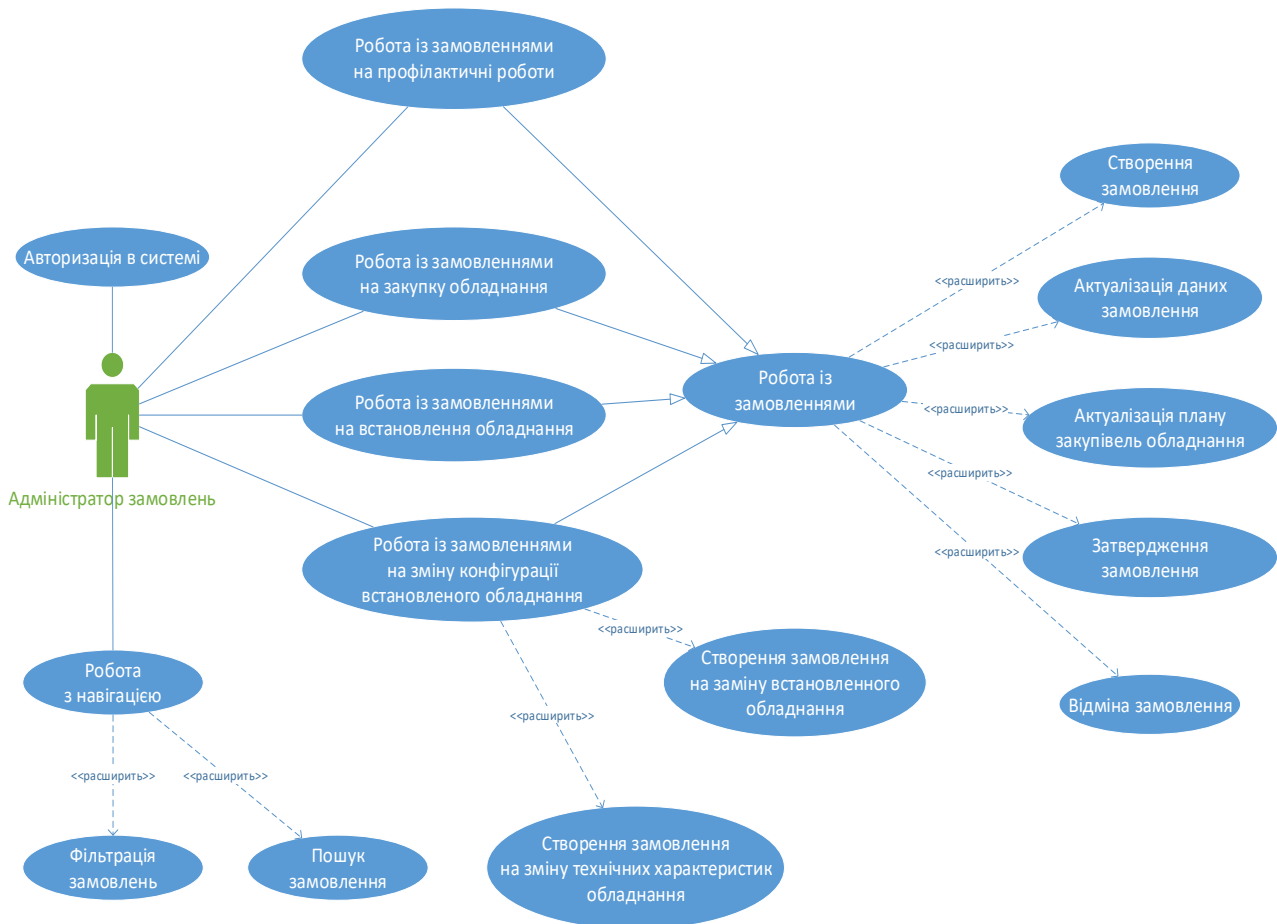 Робота із замовленнями
на профілактичні роботи
Створення
замовлення
Авторизація в системі
Робота із замовленнями
на закупку обладнання
<<расширить>>
Актуалізація даних
замовлення
<<расширить>>
Робота із
замовленнями
Робота із замовленнями
на встановлення обладнання
<<расширить>>
Актуалізація плану
закупівель обладнання
Адміністратор замовлень
<<расширить>>
Робота із замовленнями
на зміну конфігурації
встановленого обладнання
<<расширить>>
Затвердження
замовлення
<<расширить>>
Створення замовлення
на заміну встановленного
обладнання
Робота
з навігацією
Відміна замовлення
<<расширить>>
<<расширить>>
<<расширить>>
Фільтрація
замовлень
Пошук
замовлення
Створення замовлення
на зміну технічних характеристик
обладнання